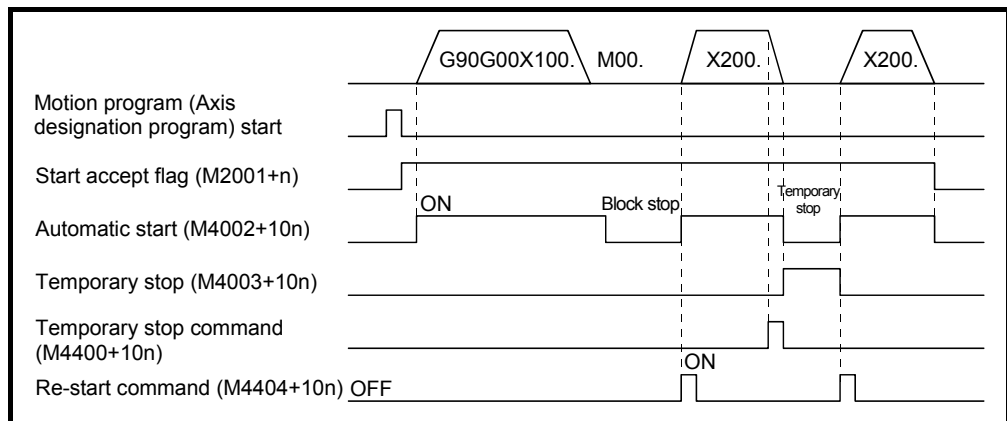 G90G00X100. M00. X200. X200.
Motion program (Axis
designation program) start
Start accept flag (M2001+n)
ON Block stop Temporary
stop
Automatic start (M4002+10n)
Temporary stop (M4003+10n)
Temporary stop command
(M4400+10n)
ON
Re-start command (M4404+10n) OFF